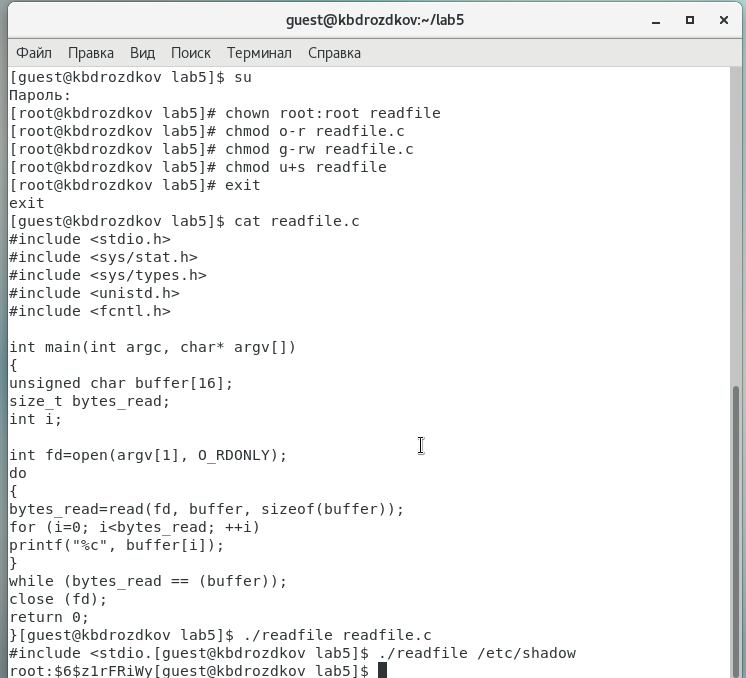 guest@kbdrozdkov:~/lab5
Файл Правка Вид Поиск Терминал Справка
[guest@kbdrozdkov lab5]$ su
Пароль:
[root@kbdrozdkov lab5]# chown root:root readfile
[root@kbdrozdkov lab5]# chmod o-r readfile.c
[root@kbdrozdkov lab5]# chmod g-rw readfile.c
[root@kbdrozdkov lab5]# chmod u+s readfile
[root@kbdrozdkov lab5]# exit
exit
[guest@kbdrozdkov lab5]$ cat readfile.c
#include <stdio.h>
#include <sys/stat.h>
#include <sys/types.h>
#include <unistd.h>
#include <fcntl.h>
int main(int argc, char* argv[])
{
unsigned char buffer[16];
size_t bytes_read;
int i;
int fd=open(argv[1], O_RDONLY);
do
{
bytes_read=read(fd, buffer, sizeof(buffer));
for (i=0; i<bytes_read; ++i)
printf("%c", buffer[i]);
}
while (bytes_read == (buffer));
close (fd);
return 0;
}[guest@kbdrozdkov lab5]$ ./readfile readfile.c
#include <stdio.[guest@kbdrozdkov lab5]$ ./readfile /etc/shadow
root:$6$z1rFRiWy[guest@kbdrozdkov lab5]$